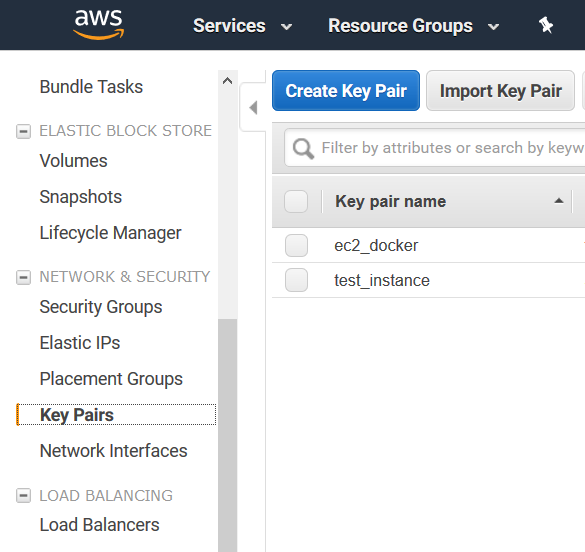 aws Services Resource Groups
Bundle Tasks
ELASTIC BLOCK STORE
Volumes
Snapshots
Lifecycle Manager
NETWORK & SECURITY
Security Groups
Elastic IPs
Placement Groups
Key Pairs
Network Interfaces
LOAD BALANCING
Load Balancers
Create Key Pair Import Key Pair
Filter by attributes or search by keyw
Key pair name
ec2_docker
test_instance